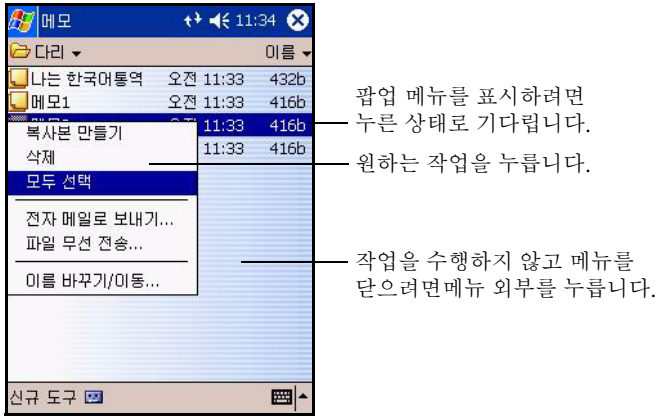 메모 11:34
다리 이름
나는 한국어통역 오전 11:33 432b
메모1 오전 11:33 416b
11:33 416b
11:33 416b
복사본 만들기
삭제
모두 선택
전자 메일로 보내기...
파일 무선 전송...
이름 바꾸기/이동...
신규 도구
팝업 메뉴를 표시하려면
누른 상태로 기다립니다.
원하는 작업을 누릅니다.
작업을 수행하지 않고 메뉴를
닫으려면메뉴 외부를 누릅니다.